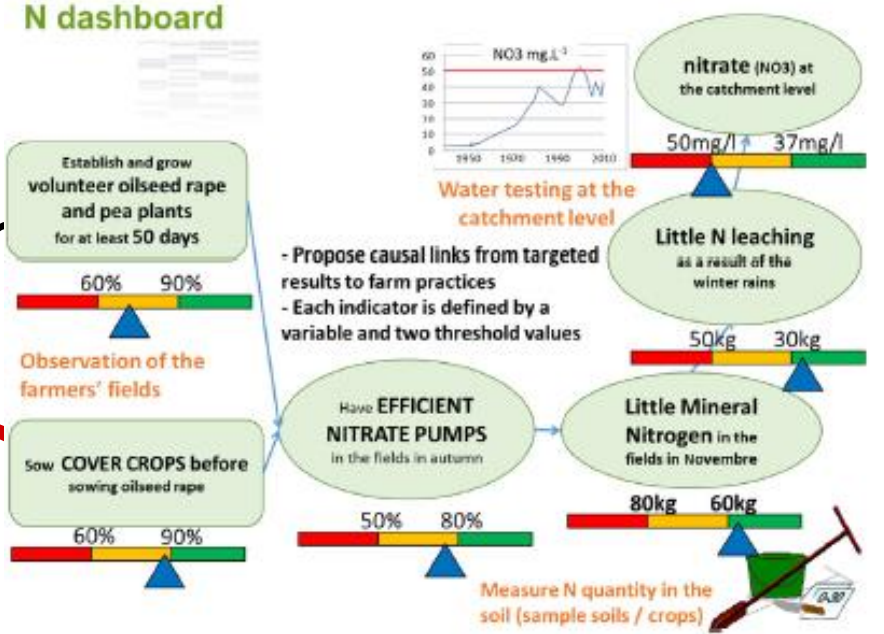 N dashboard
NO3 mg.L-1
60
50
40
30
20
10
0
1950 1970 1990 2010
Water testing at the
catchment level
nitrate (NO3) at
the catchment level
50mg/l 37mg/l
Establish and grow
volunteer oilseed rape
and pea plants
for at least 50 days
60% 90%
Observation of the
farmers' fields
- Propose causal links from targeted
results to farm practices
- Each indicator is defined by a
variable and two threshold values
Little N leaching
as a result of the
winter rains
50kg 30kg
Sow COVER CROPS before
sowing oilseed rape
60% 90%
Have EFFICIENT
NITRATE PUMPS
in the fields in autumn
50% 80%
Little Mineral
Nitrogen in the
fields in Novembre
80kg 60kg
Measure N quantity in the
soil (sample soils / crops)